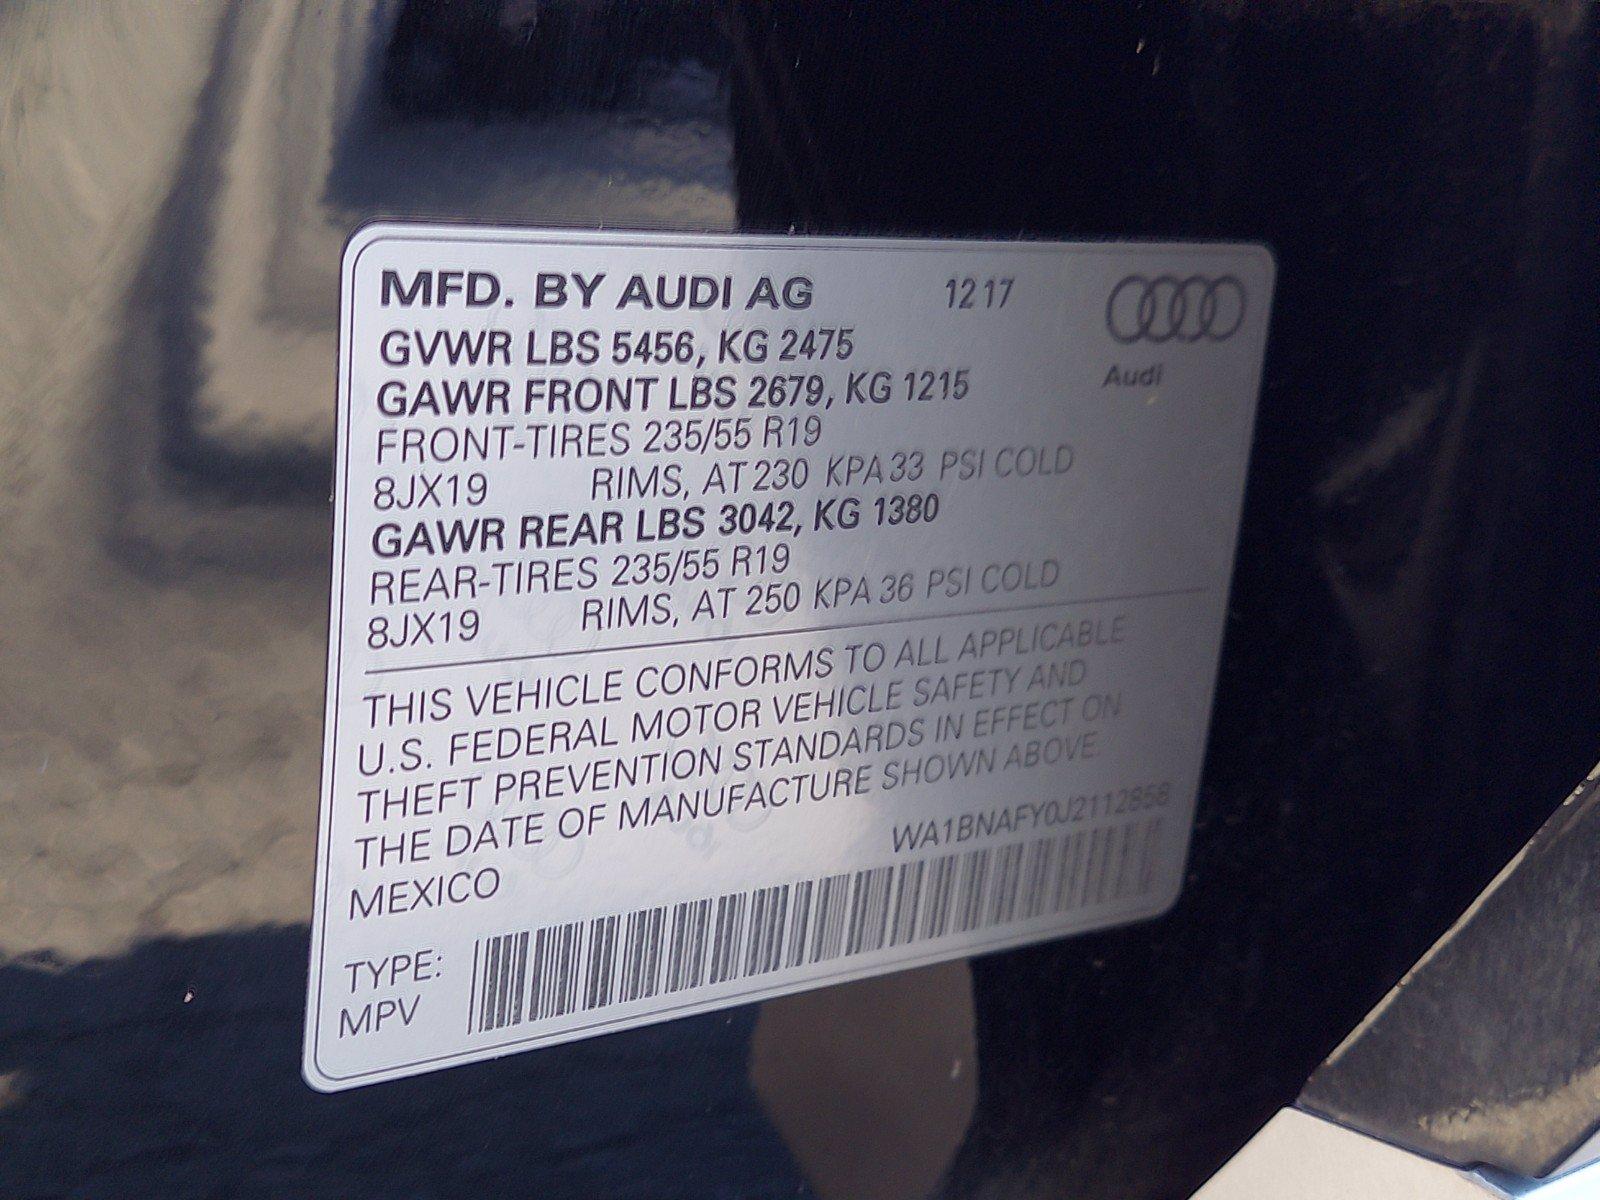 MFD. BY AUDI AG 12 17
GVWR LBS 5456, KG 2475
Audi
GAWR FRONT LBS 2679, KG 1215
FRONT-TIRES 235/55 R19
8JX19 RIMS, AT 230 KPA 33 PSI COLD
GAWR REAR LBS 3042, KG 1380
REAR-TIRES 235/55 R19
8JX19 RIMS, AT 250 KPA 36 PSI COLD
THIS VEHICLE CONFORMS TO ALL APPLICABLE
U.S. FEDERAL MOTOR VEHICLE SAFETY AND
THEFT PREVENTION STANDARDS IN EFFECT ON
THE DATE OF MANUFACTURE SHOWN ABOVE.
MEXICO WA1BNAFY0J2112858
TYPE:
MPV